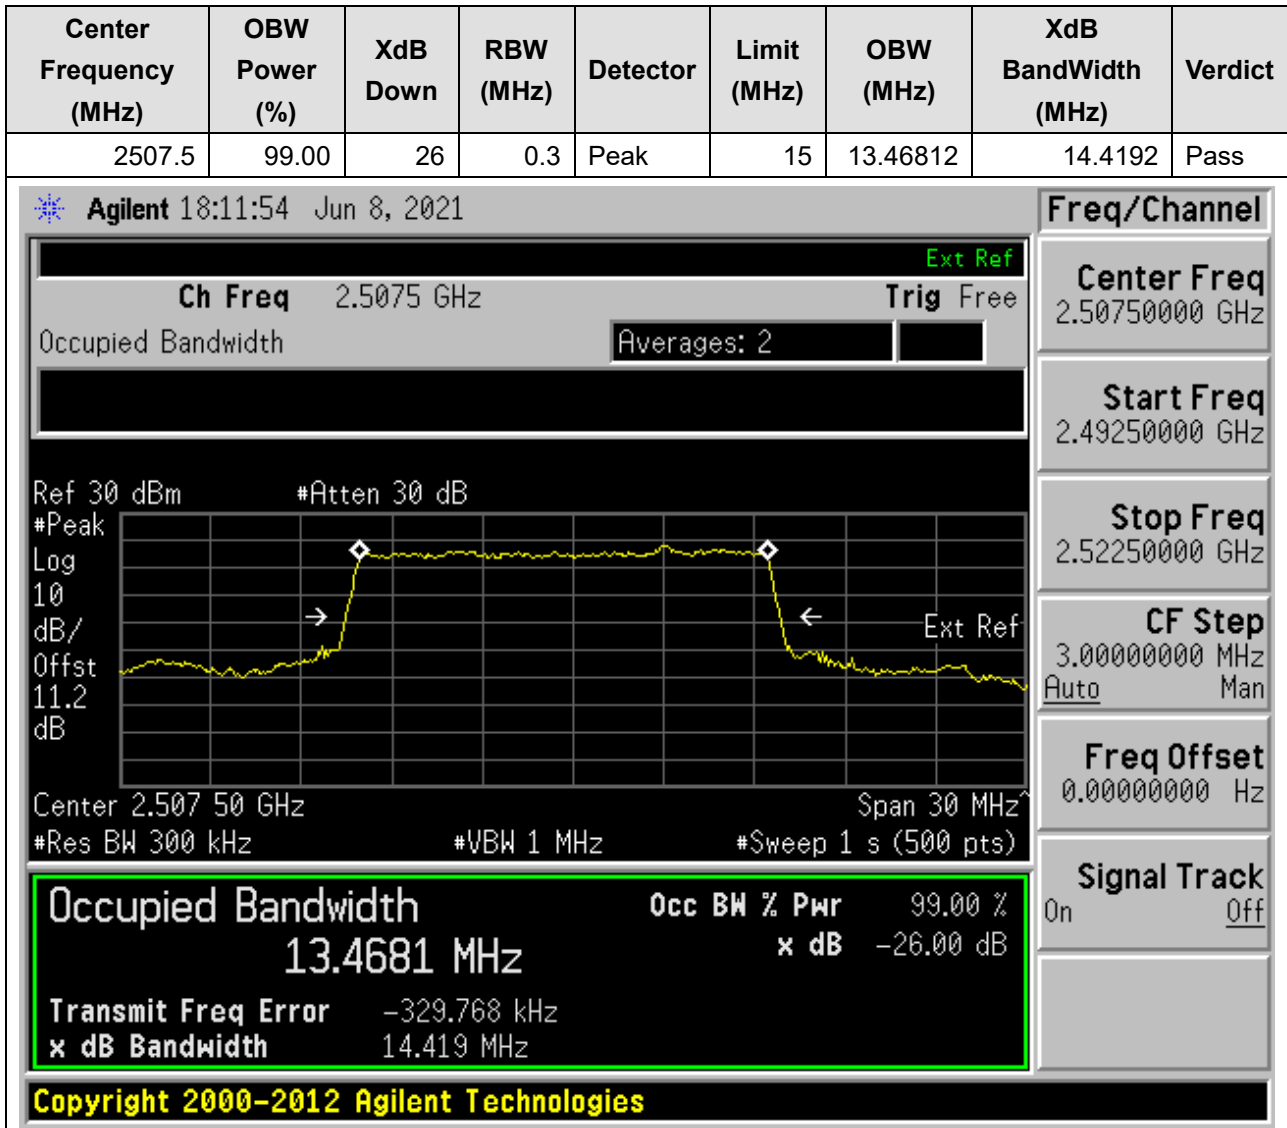 Center Frequency (MHz) OBW Power (%) XdB Down RBW (MHz) Detector Limit (MHz) OBW (MHz) XdB BandWidth (MHz) Verdict
2507.5 99.00 26 0.3 Peak 15 13.46812 14.4192 Pass
Agilent 18:11:54 Jun 8, 2021
Freq/Channel
Ext Ref
Ch Freq 2.5075 GHz Trig Free
Occupied Bandwidth Averages: 2
Center Freq
2.50750000 GHz
Start Freq
2.49250000 GHz
Stop Freq
2.52250000 GHz
CF Step
3.00000000 MHz
Auto Man
Freq Offset
0.00000000 Hz
Signal Track
On Off
Ref 30 dBm #Atten 30 dB
#Peak
Log
10
dB/
Offst
11.2
dB
Ext Ref
Center 2.507 50 GHz Span 30 MHz^
#Res BW 300 kHz #VBW 1 MHz #Sweep 1 s (500 pts)
Occupied Bandwidth
13.4681 MHz
Occ BW % Pwr 99.00 %
x dB -26.00 dB
Transmit Freq Error -329.768 kHz
x dB Bandwidth 14.419 MHz
Copyright 2000-2012 Agilent Technologies